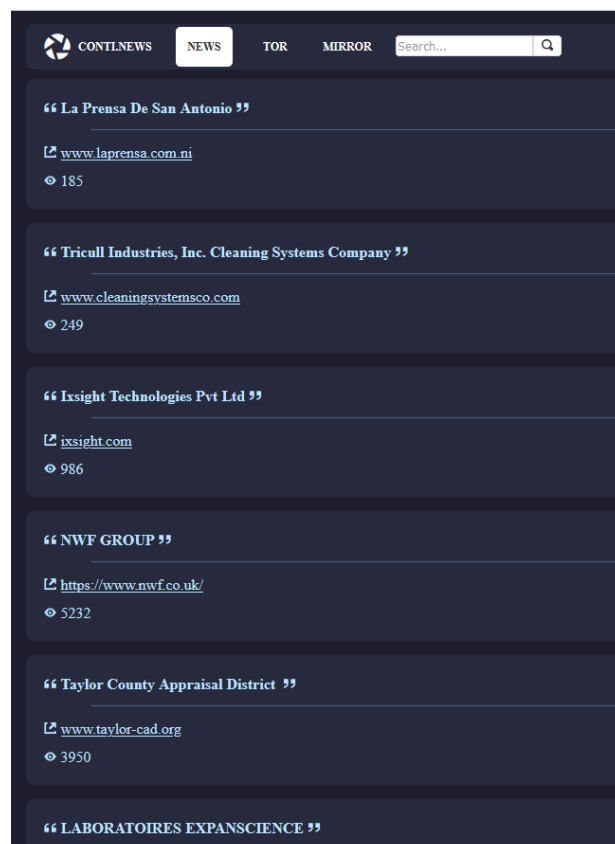 CONTI.NEWS NEWS TOR MIRROR Search...
❝ La Prensa De San Antonio ❞
www.laprensa.com.ni
185
❝ Tricull Industries, Inc. Cleaning Systems Company ❞
www.cleaningsystemsco.com
249
❝ Ixsight Technologies Pvt Ltd ❞
ixsight.com
986
❝ NWF GROUP ❞
https://www.nwf.co.uk/
5232
❝ Taylor County Appraisal District ❞
www.taylor-cad.org
3950
❝ LABORATOIRES EXPANSCIENCE ❞